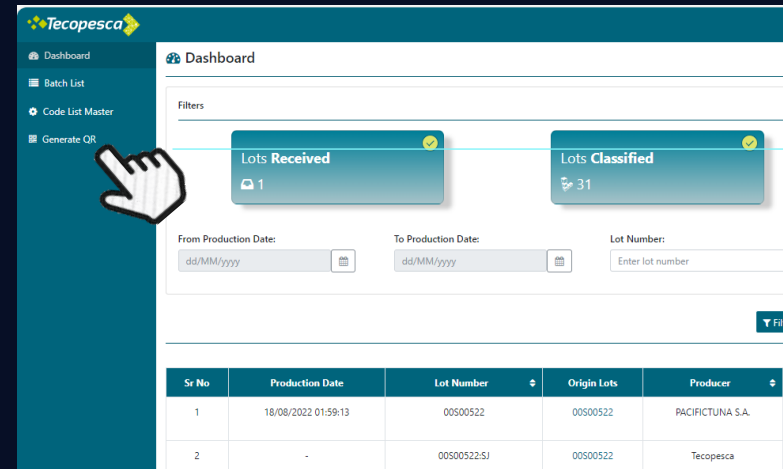 Tecopesca
Dashboard
Batch List
Code List Master
Generate QR
Dashboard
Filters
Lots Received
1
Lots Classified
31
From Production Date:
To Production Date:
Lot Number:
dd/MM/yyyy
dd/MM/yyyy
Enter lot number
Sr No Production Date Lot Number Origin Lots Producer
1 18/08/2022 01:59:13 00S00522 00S00522 PACIFICTUNA S.A.
2 - 00S00522:SJ 00S00522 Tecopesca